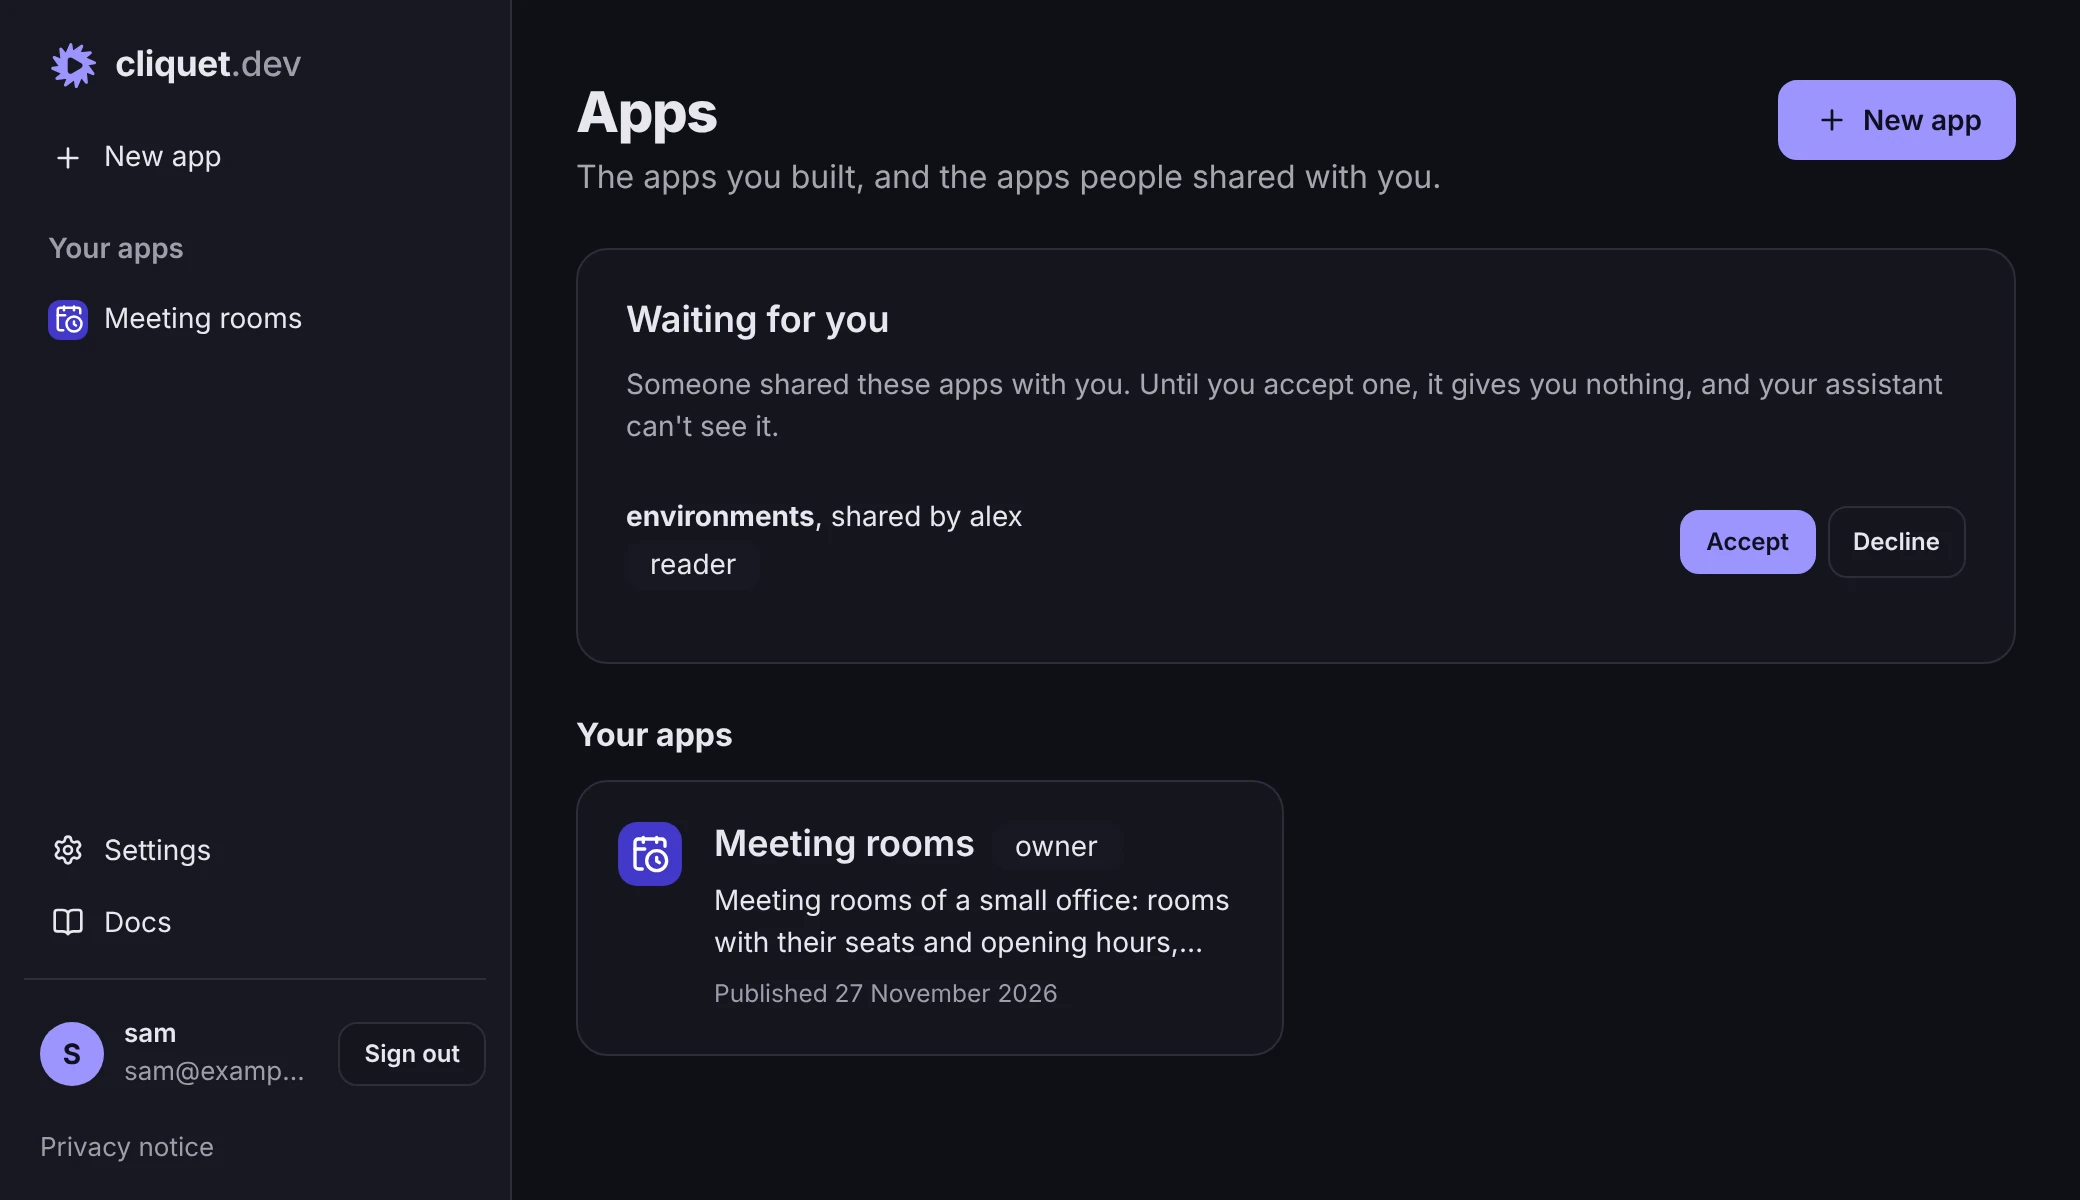 cliquet.dev
New app
Your apps
Meeting rooms
Settings
Docs
S
sam
sam@examp...
Sign out
Privacy notice
Apps
The apps you built, and the apps people shared with you.
New app
Waiting for you
Someone shared these apps with you. Until you accept one, it gives you nothing, and your assistant
can't see it.
environments, shared by alex
reader
Accept
Decline
Your apps
Meeting rooms owner
Meeting rooms of a small office: rooms
with their seats and opening hours,...
Published 27 November 2026